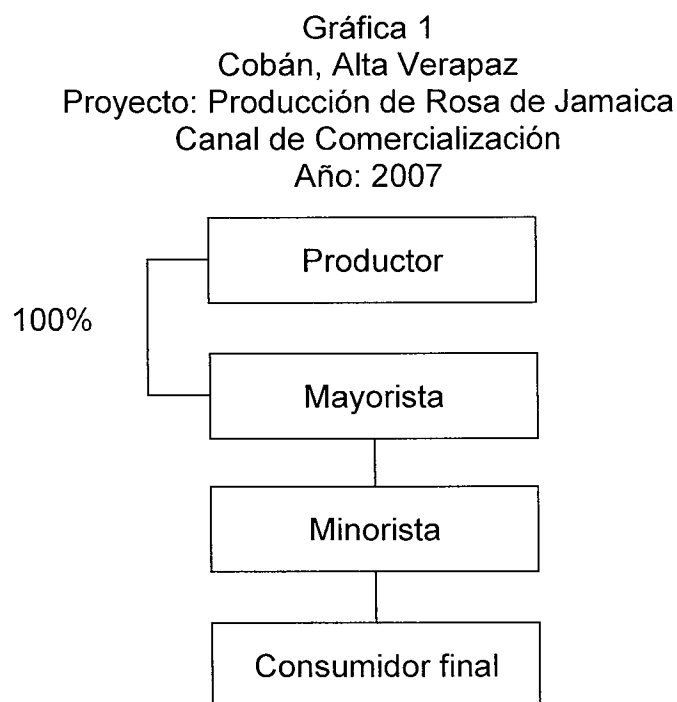 Gráfica 1
Cobán, Alta Verapaz
Proyecto: Producción de Rosa de Jamaica
Canal de Comercialización
Año: 2007
Productor
100%
Mayorista
Minorista
Consumidor final